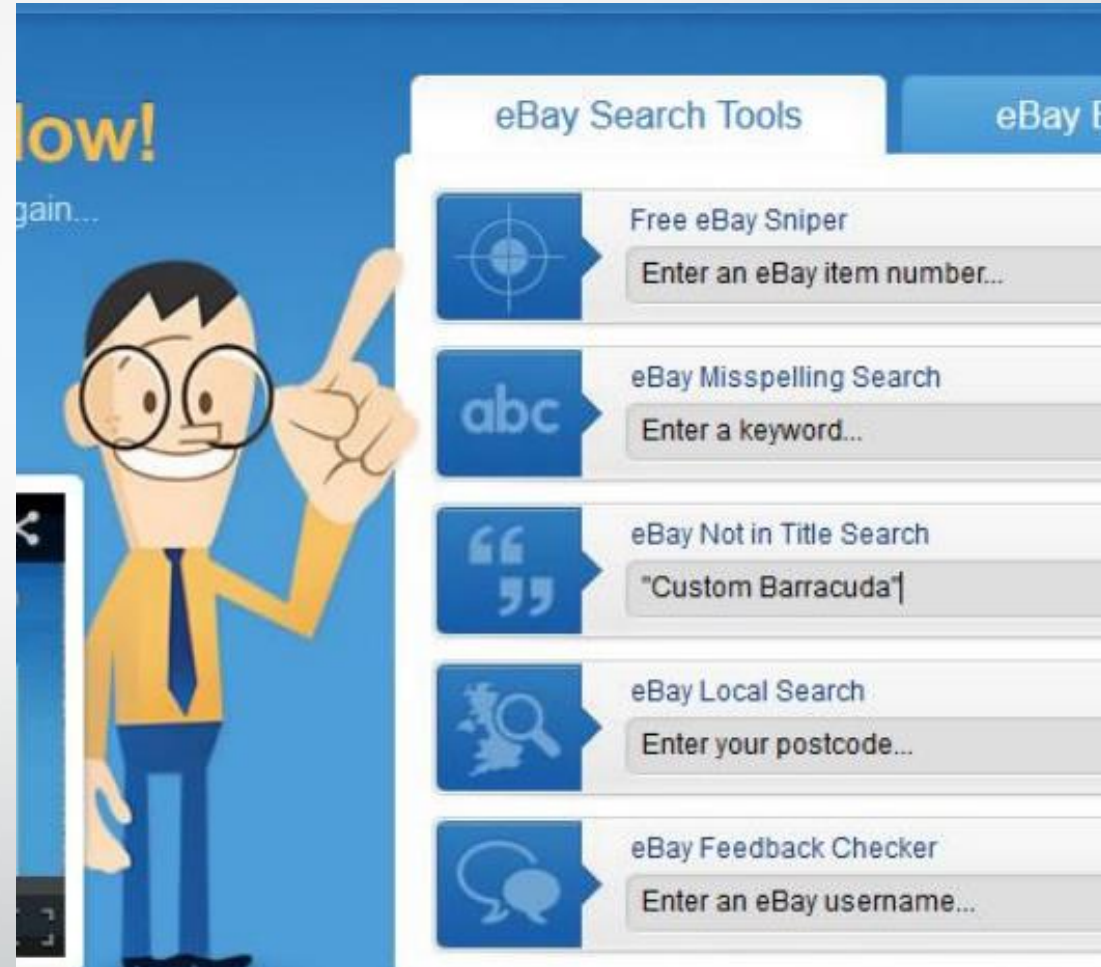 low!
gain...
eBay Search Tools
eBay
Free eBay Sniper
Enter an eBay item number...
abc
eBay Misspelling Search
Enter a keyword...
eBay Not in Title Search
"Custom Barracuda"
eBay Local Search
Enter your postcode...
eBay Feedback Checker
Enter an eBay username...